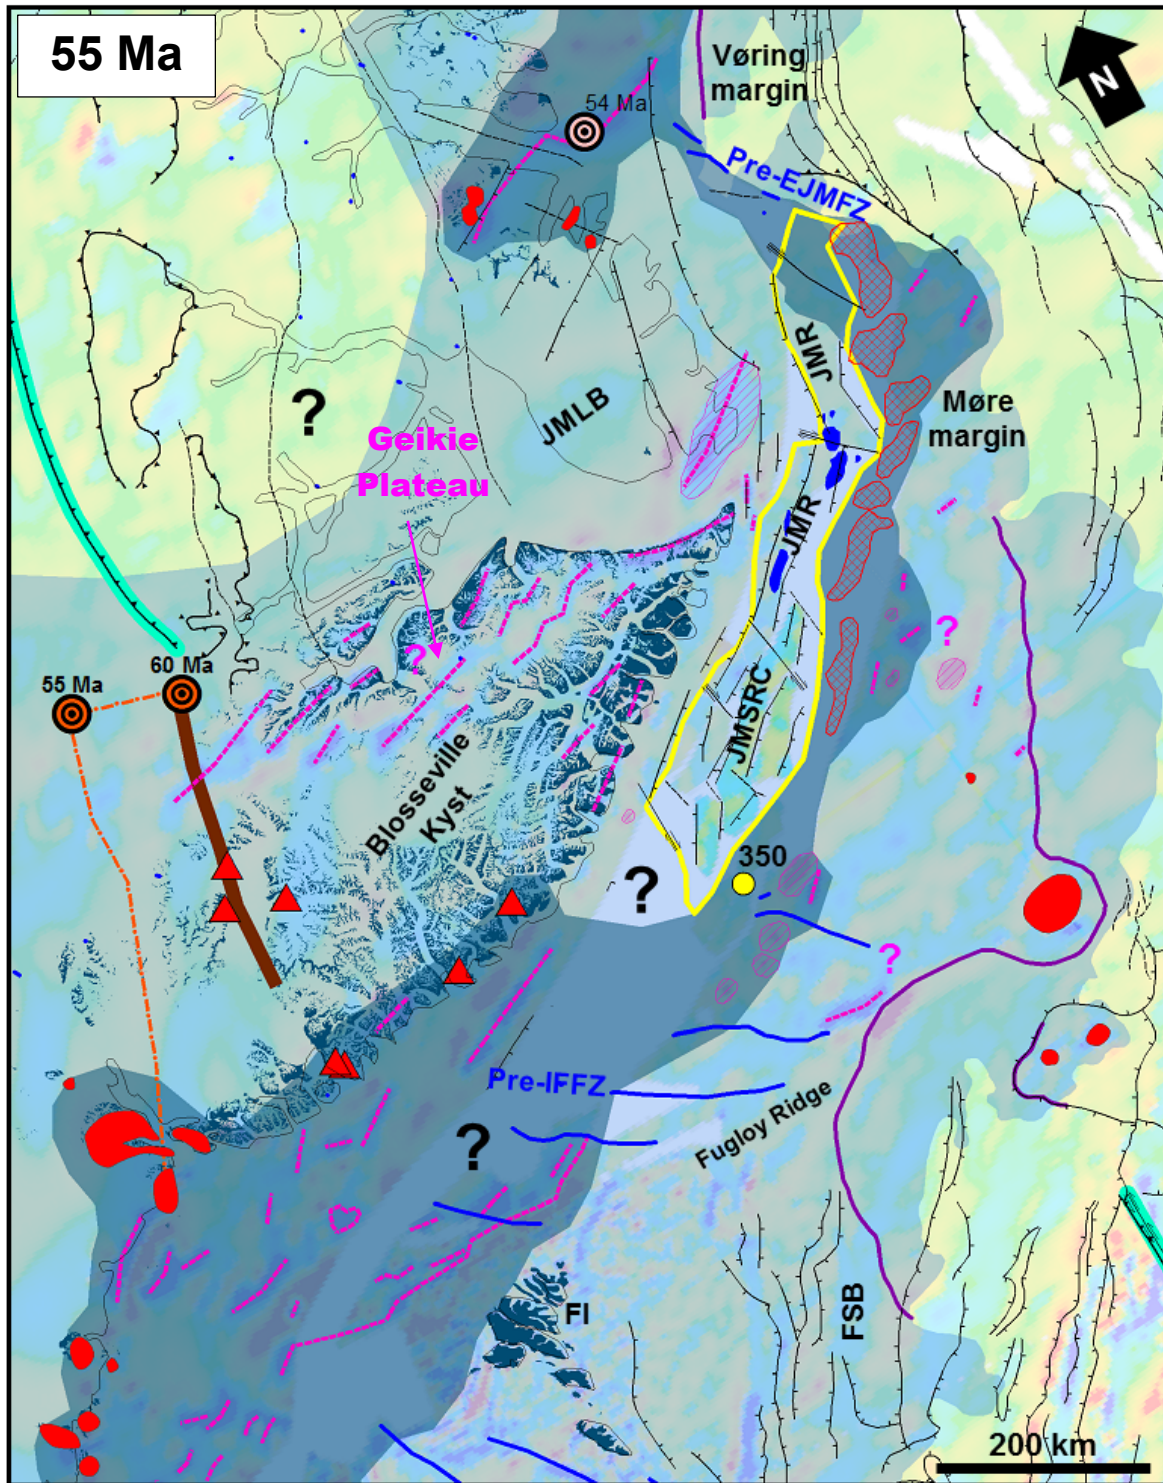 55 Ma
Vøring
margin
N
54 Ma
Pre-EJMFZ
JMR
?
JMLB
Møre
margin
Geikie
Plateau
JMR
?
?
60 Ma
55 Ma
JMSRC
Blosseville
Kyst
350
?
?
Pre-IFFZ
Fugloy Ridge
?
FI
FSB
200 km